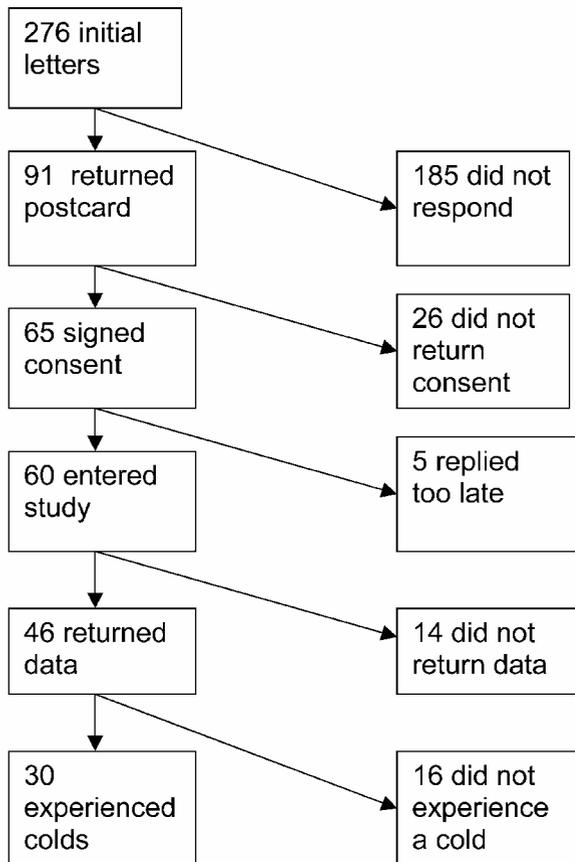 276 initial
letters
91 returned
postcard
185 did not
respond
65 signed
consent
26 did not
return
consent
60 entered
study
5 replied
too late
46 returned
data
14 did not
return data
30
experienced
colds
16 did not
experience
a cold